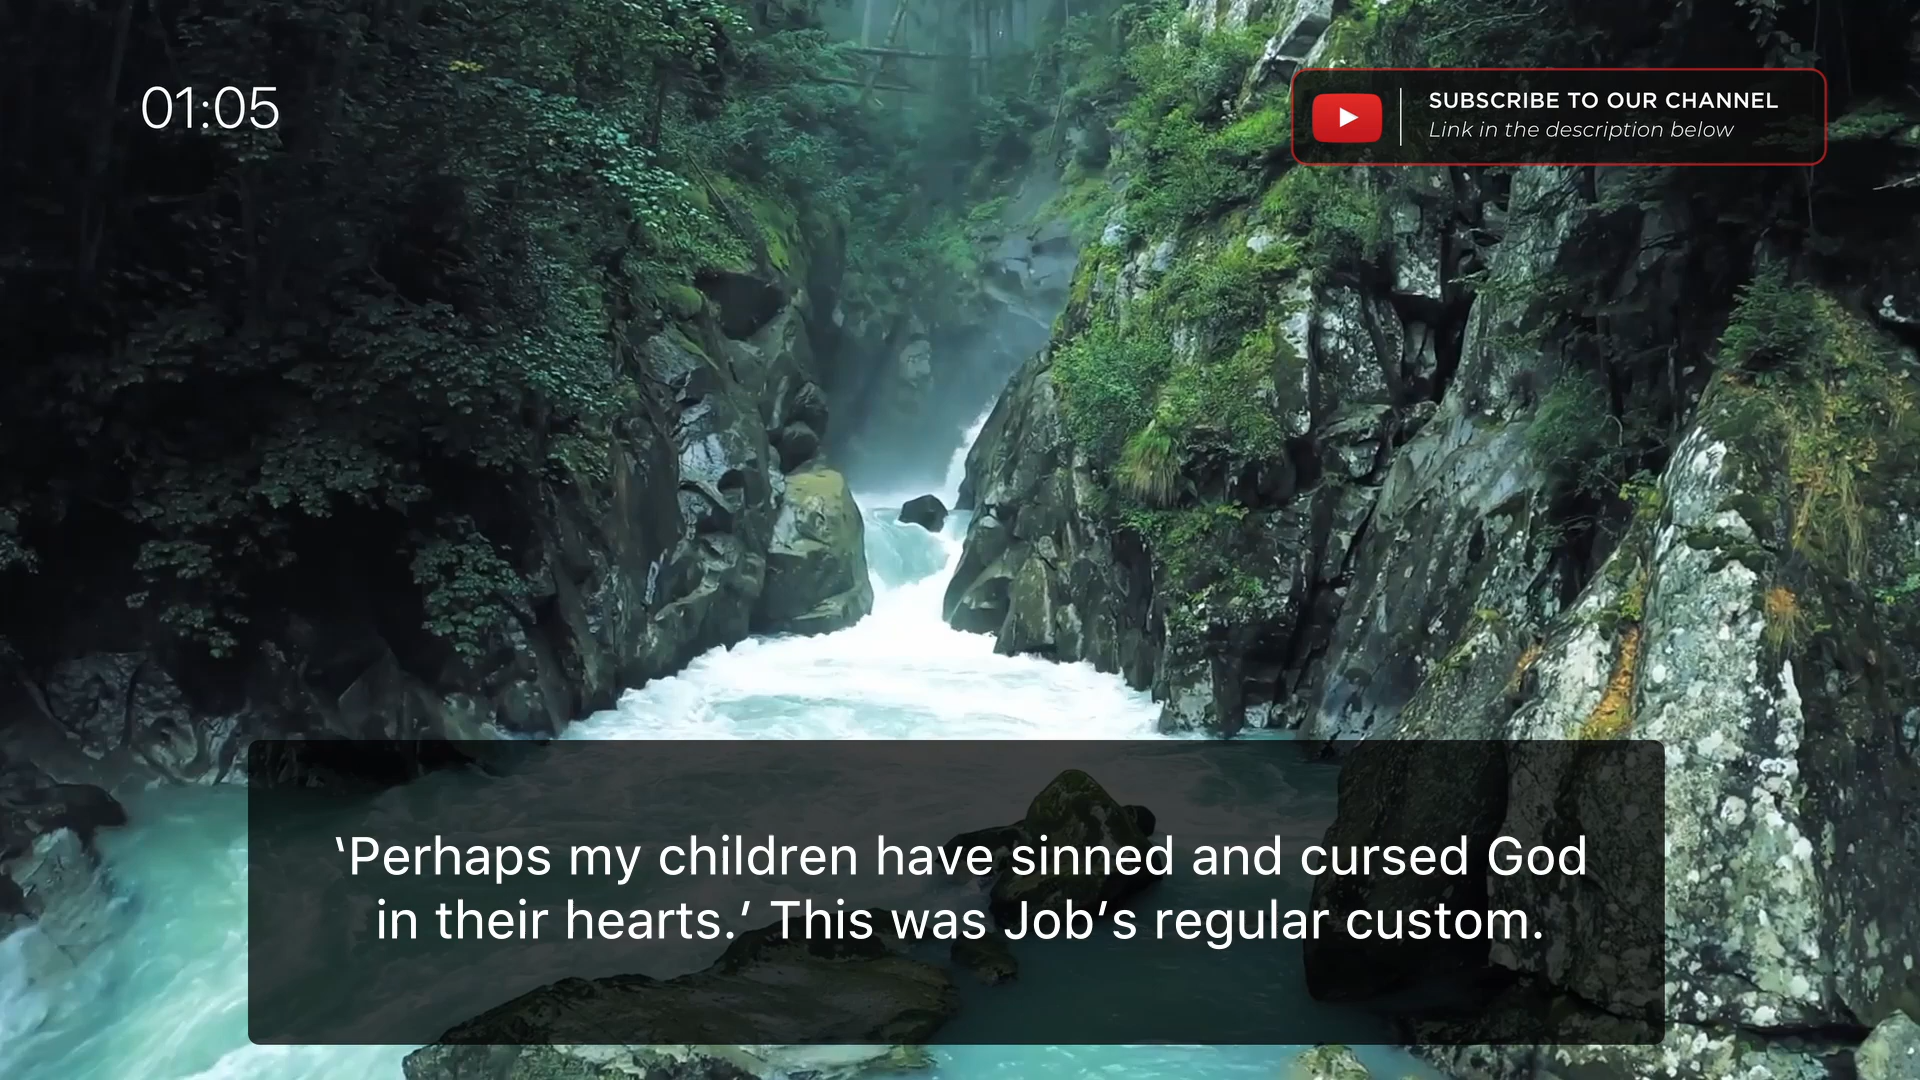 01:05
SUBSCRIBE TO OUR CHANNEL
Link in the description below
‘Perhaps my children have sinned and cursed God
in their hearts.’ This was Job’s regular custom.